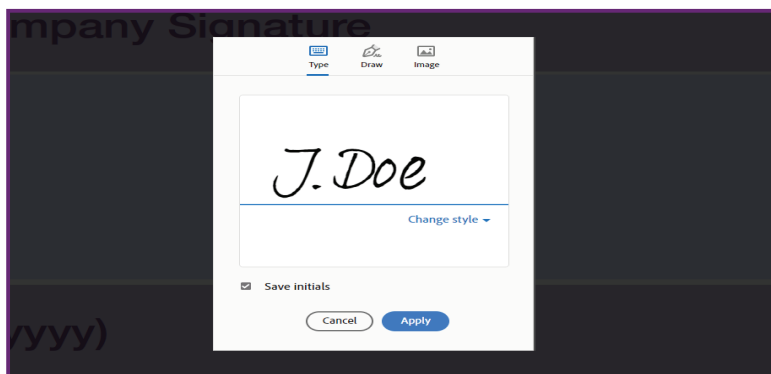 mpany Signature
Type Draw Image
J. Doe
Change style
Save initials
Cancel Apply
yyyy)